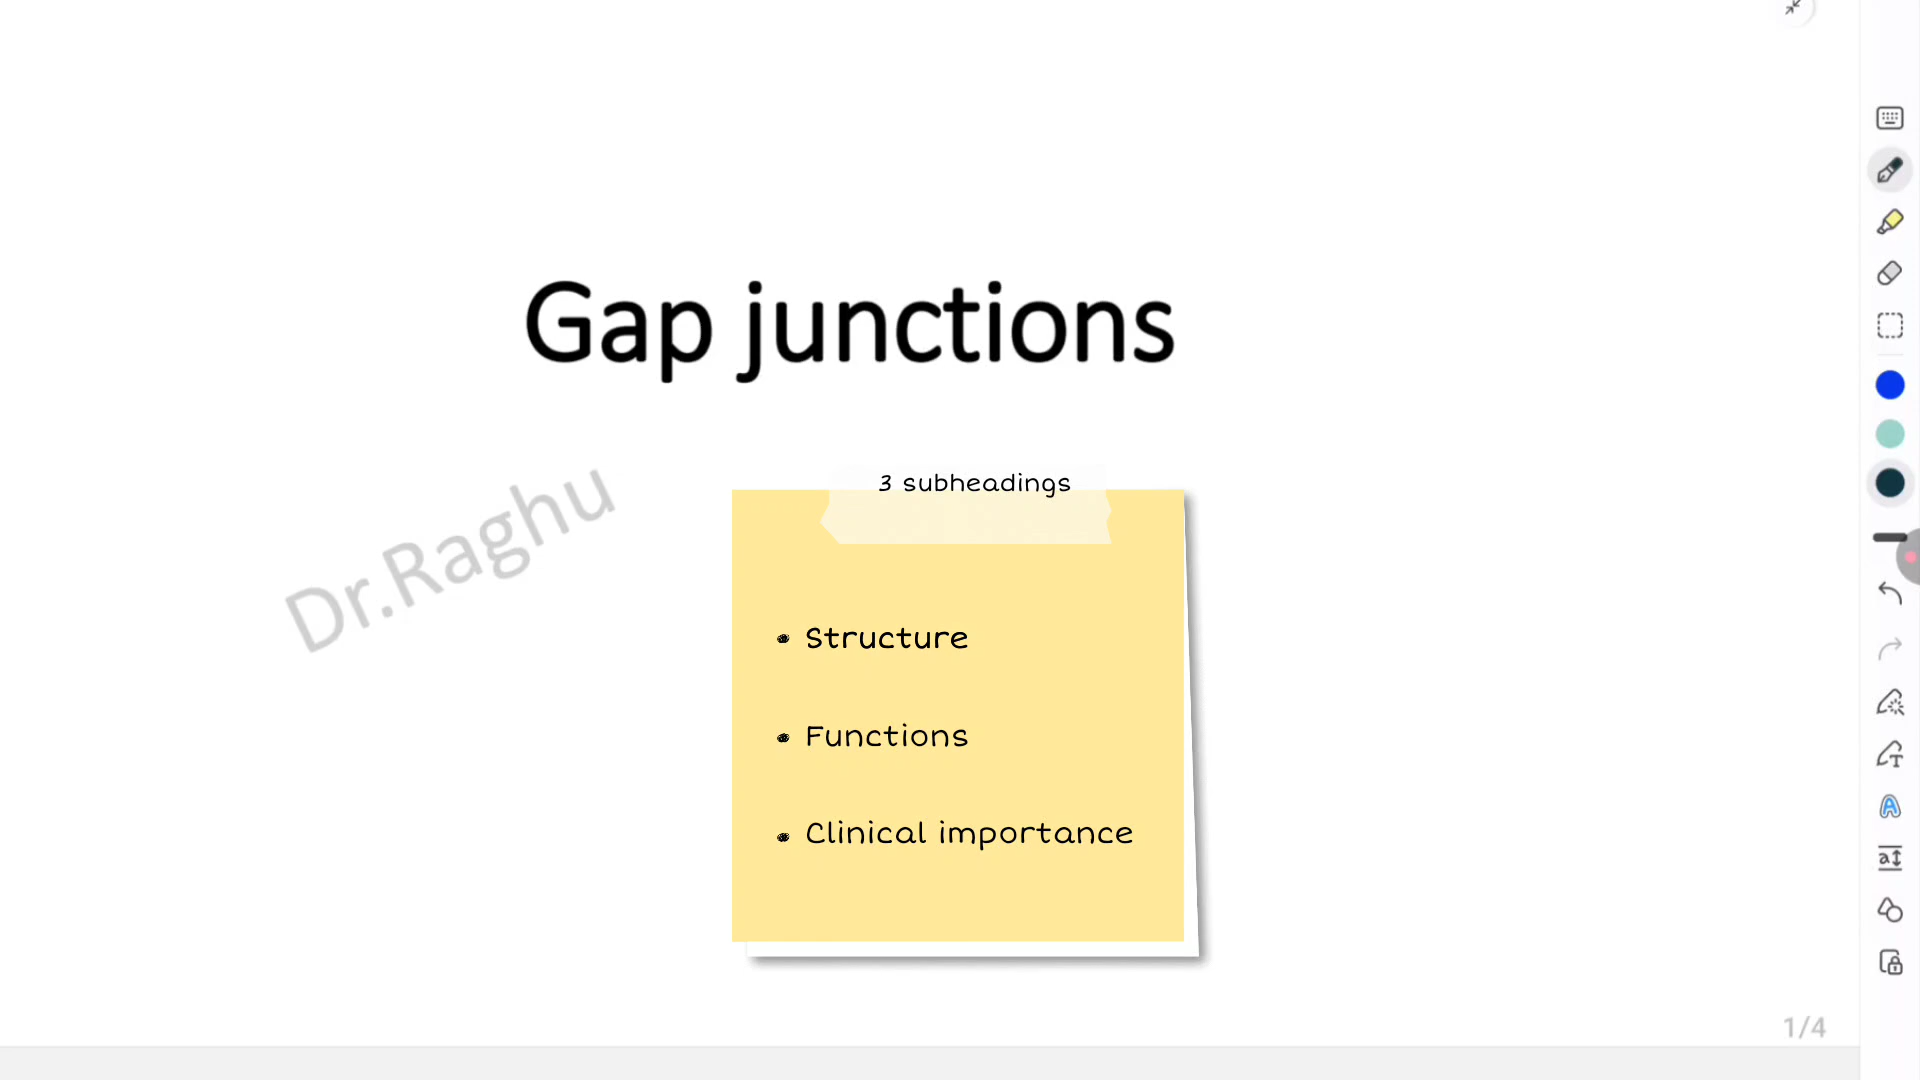 Gap junctions
Dr.Raghu
3 subheadings
• Structure
• Functions
• Clinical importance
1/4